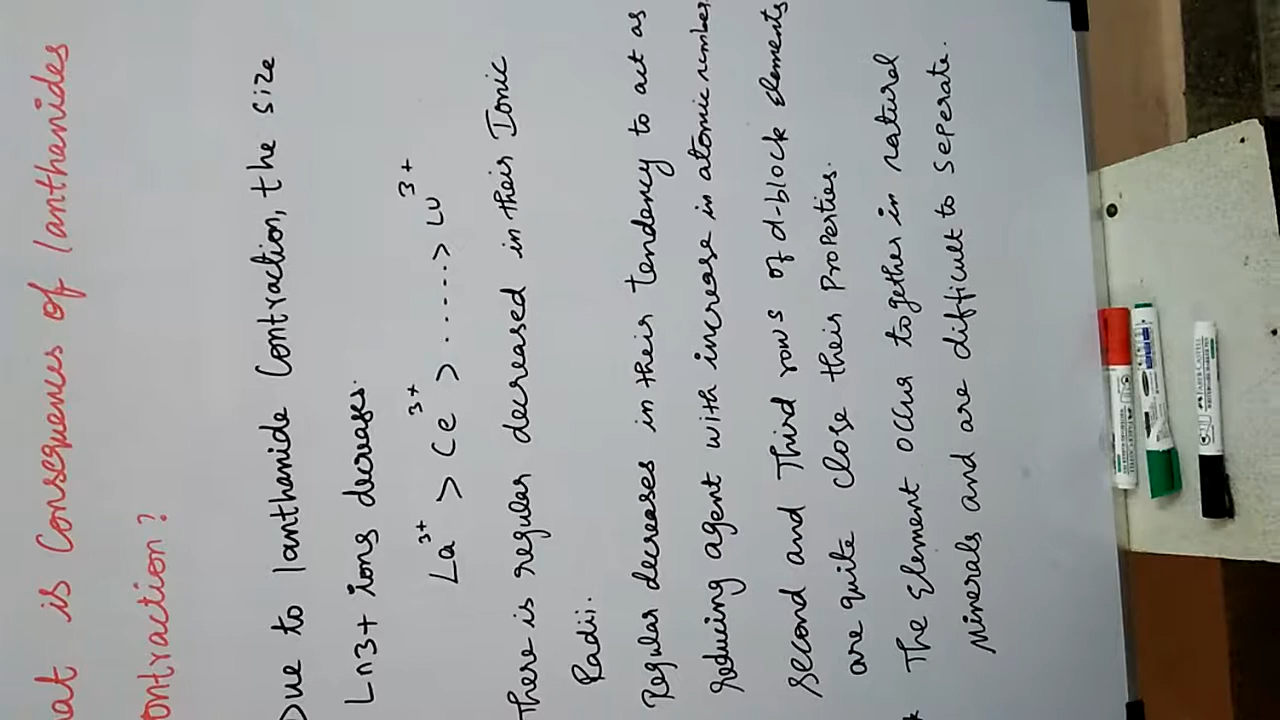 at is Consequences of lanthanides
ontraction?
Due to lanthanide Contraction, the size
Ln3+ ions decreases.
La3+ > Ce3+ > ......> Lu3+
There is regular decreased in their Ionic
Radii.
Regular decreases in their tendency to act as
reducing agent with increase in atomic number.
Second and Third rows of d-block elements
are quite close their properties.
* The Element occur together in natural
Minerals and are difficult to seperate.